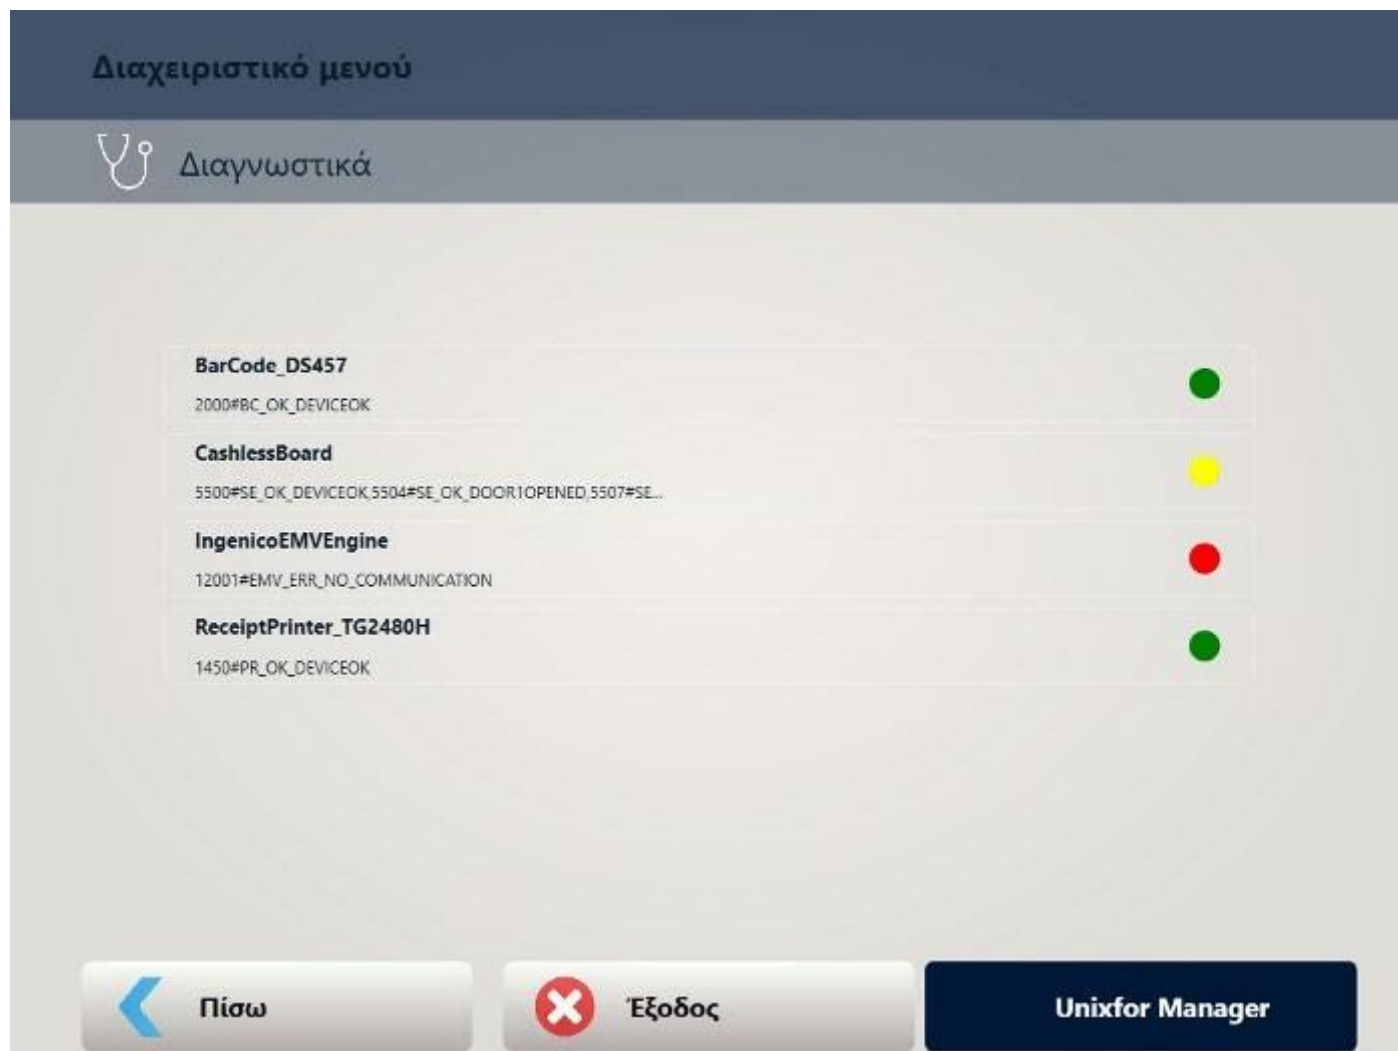 Διαχειριστικό μενού
Διαγνωστικά
BarCode_DS457
2000#BC_OK_DEVICEOK
CashlessBoard
5500#SE_OK_DEVICEOK,5504#SE_OK_DOOR1OPENED,5507#SE...
IngenicoEMVEngine
12001#EMV_ERR_NO_COMMUNICATION
ReceiptPrinter_TG2480H
1450#PR_OK_DEVICEOK
Πίσω
Έξοδος
Unixfor Manager